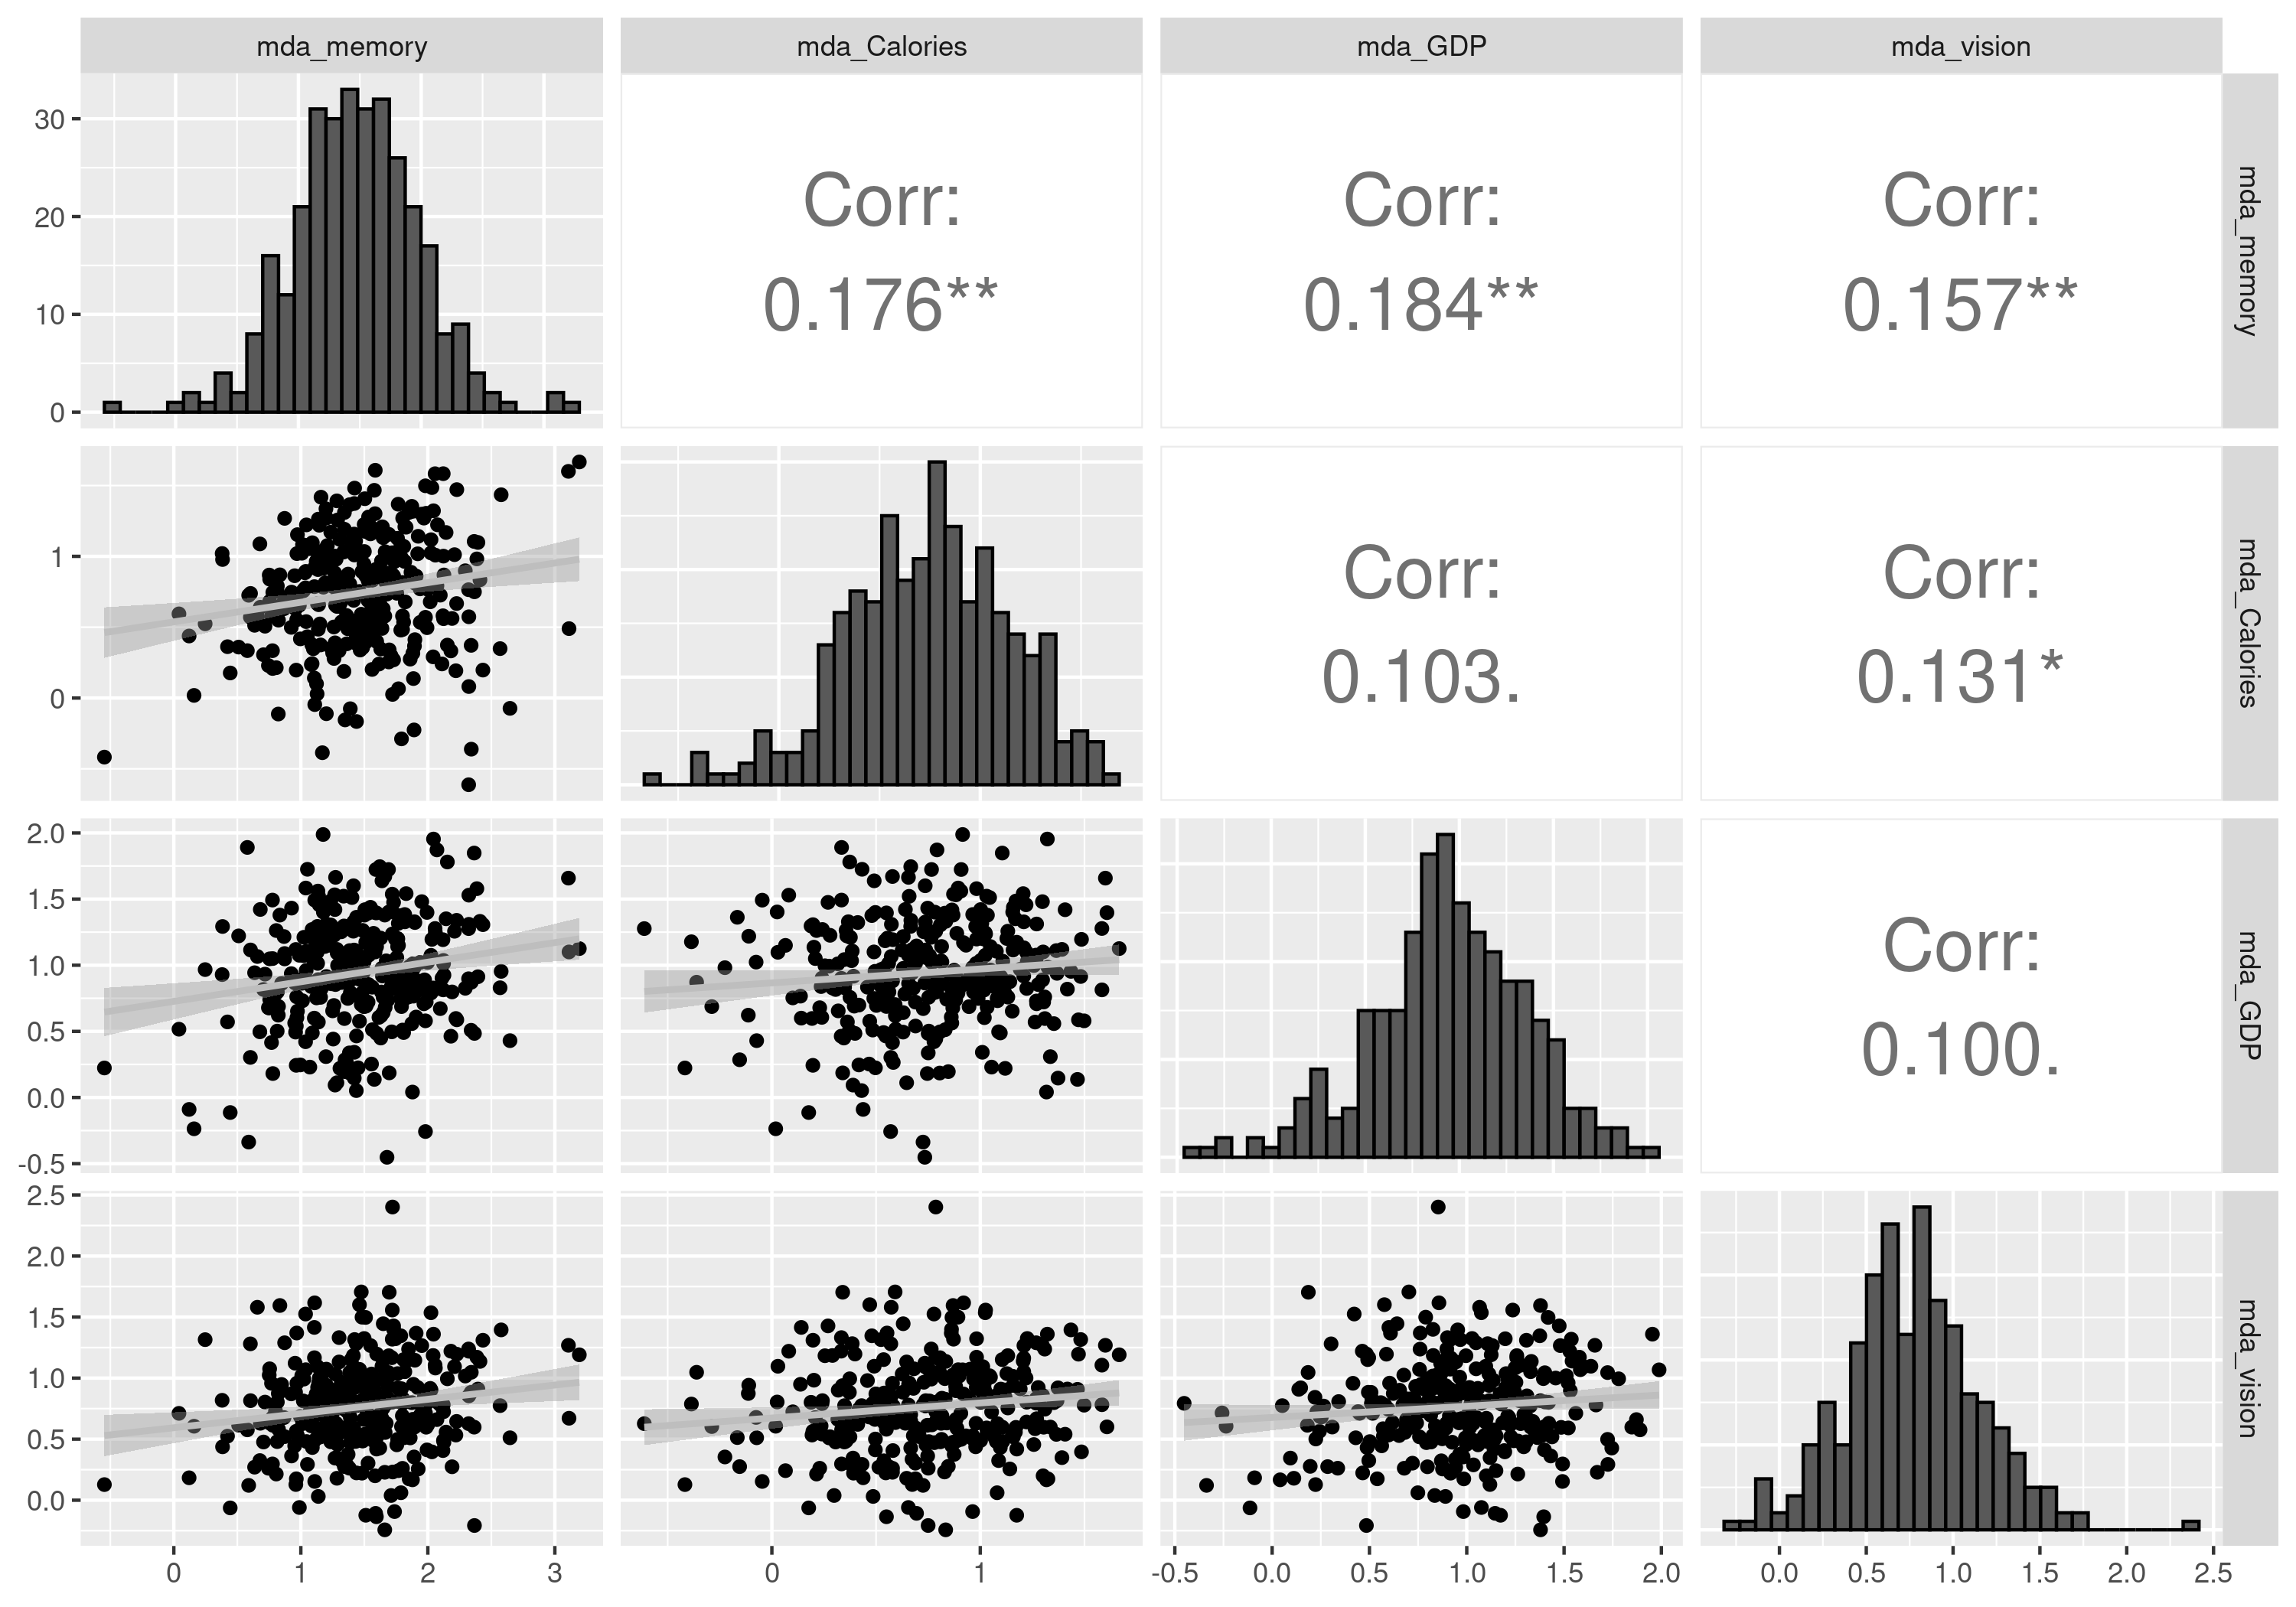 mda_memory mda_Calories mda_GDP mda_vision
30
20
10
0
Corr:
0.176**
Corr:
0.184**
Corr:
0.157**
mda_memory
1
0
Corr:
0.103.
Corr:
0.131*
mda_Calories
2.0
1.5
1.0
0.5
0.0
-0.5
Corr:
0.100.
mda_GDP
2.5
2.0
1.5
1.0
0.5
0.0
mda_vision
0 1 2 3
0 1
-0.5 0.0 0.5 1.0 1.5 2.0
0.0 0.5 1.0 1.5 2.0 2.5